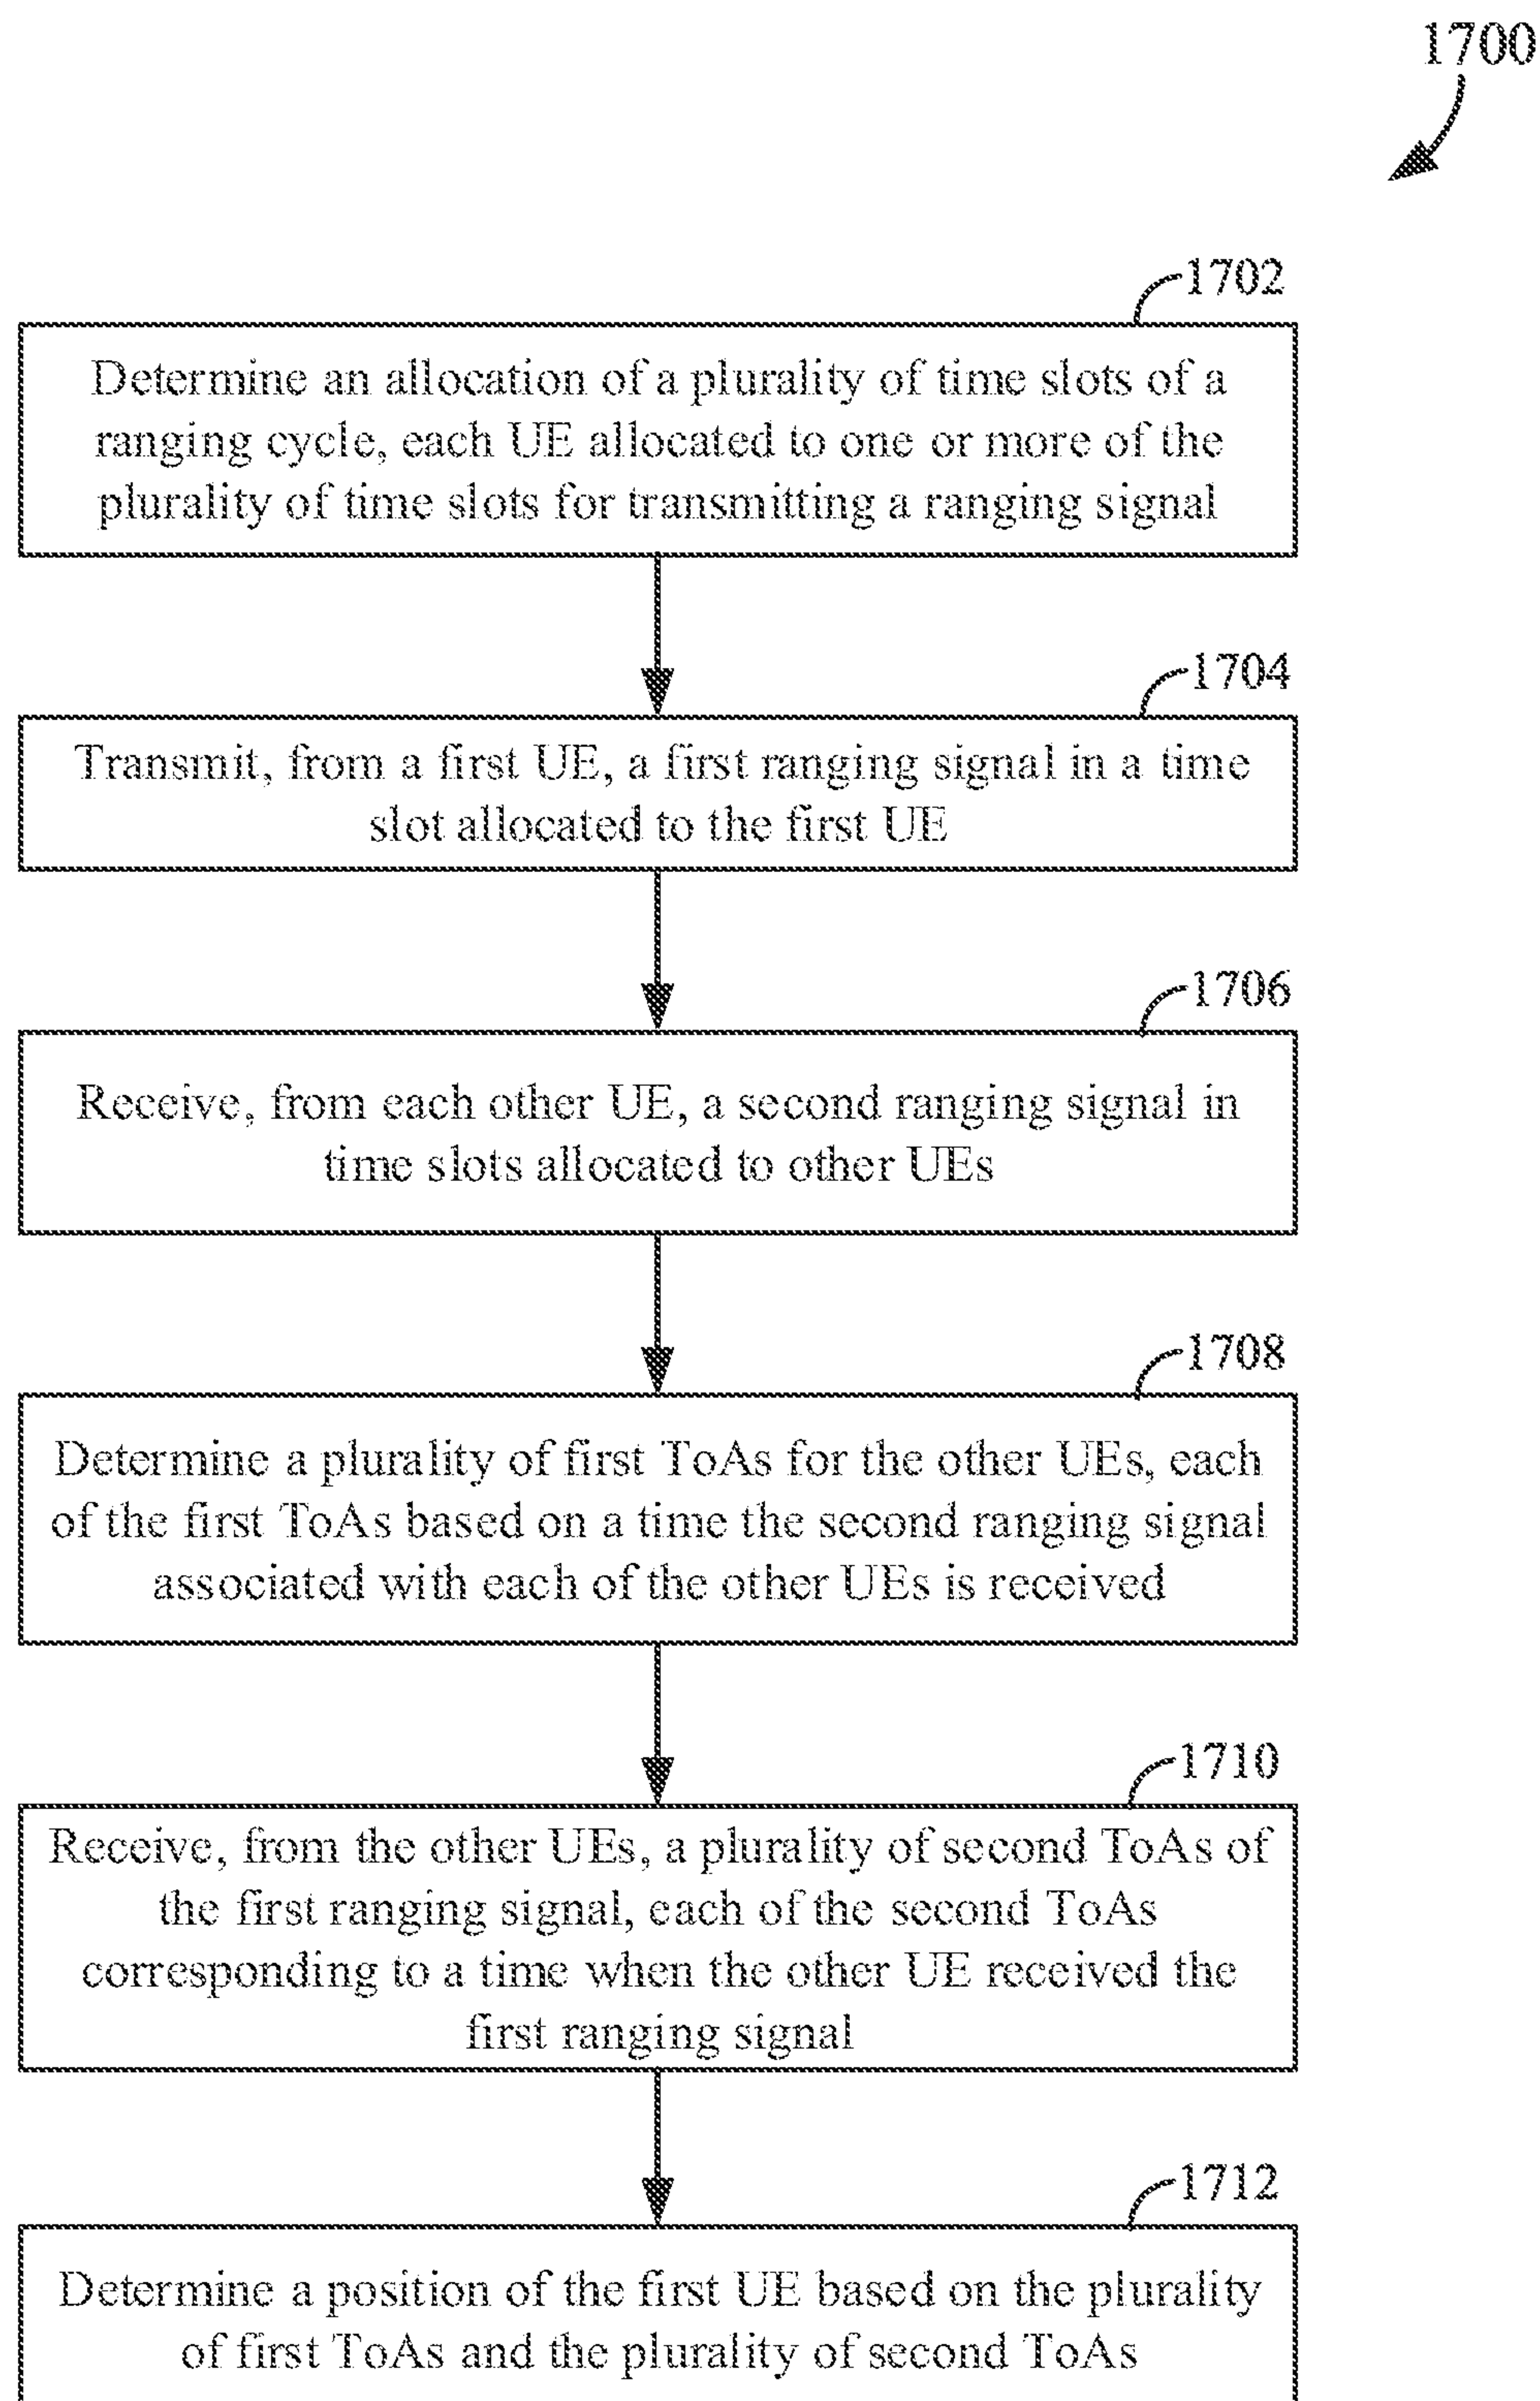 1700
1702
Determine an allocation of a plurality of time slots of a
ranging cycle, each UE allocated to one or more of the
plurality of time slots for transmitting a ranging signal
1704
Transmit, from a first UE, a first ranging signal in a time
slot allocated to the first UE
1706
Receive, from each other UE, a second ranging signal in
time slots allocated to other UEs
1708
Determine a plurality of first ToAs for the other UEs, each
of the first ToAs based on a time the second ranging signal
associated with each of the other UEs is received
1710
Receive, from the other UEs, a plurality of second ToAs of
the first ranging signal, each of the second ToAs
corresponding to a time when the other UE received the
first ranging signal
1712
Determine a position of the first UE based on the plurality
of first ToAs and the plurality of second ToAs